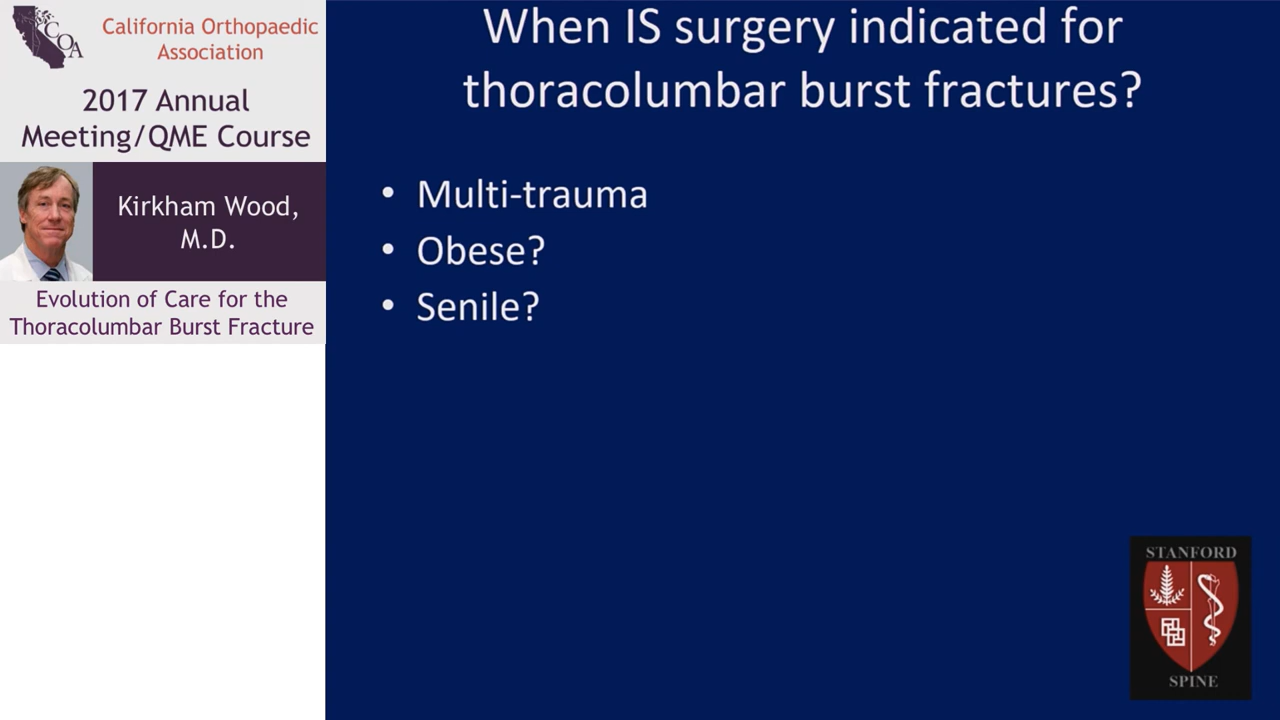 COA
California Orthopaedic
Association
2017 Annual
Meeting/QME Course
Kirkham Wood,
M.D.
Evolution of Care for the
Thoracolumbar Burst Fracture
When IS surgery indicated for
thoracolumbar burst fractures?
• Multi-trauma
• Obese?
• Senile?
STANFORD
SPINE